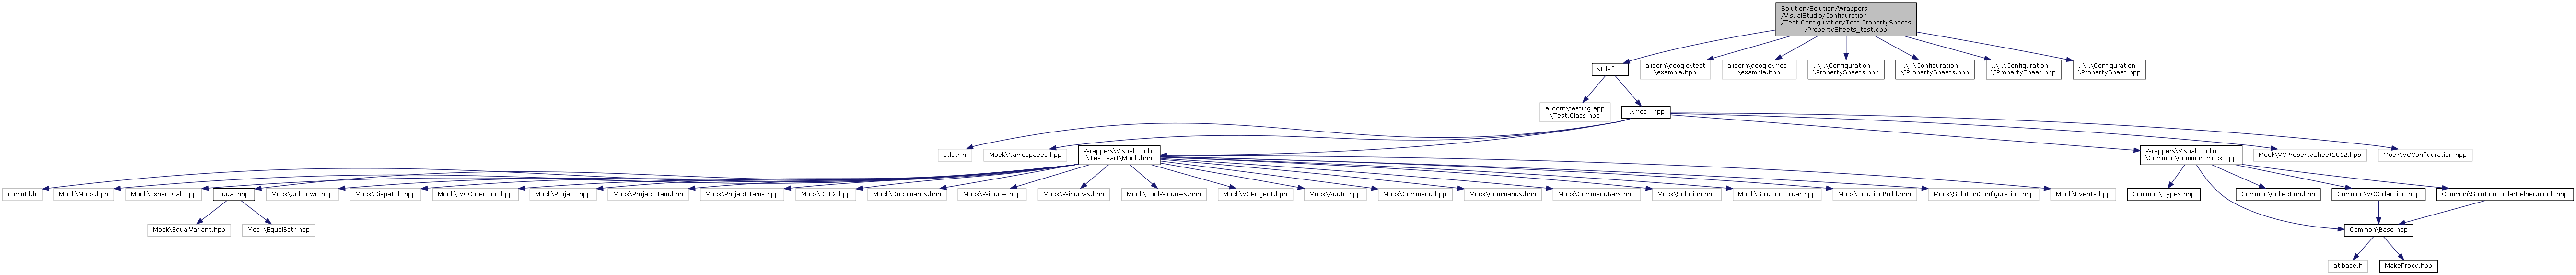 Solution/Solution/Wrappers
/VisualStudio/Configuration
/Test.Configuration/Test.PropertySheets
/PropertySheets_test.cpp
stdafx.h
alicorn\google\test
\example.hpp
alicorn\google\mock
\example.hpp
..\..\Configuration
\PropertySheets.hpp
..\..\Configuration
\IPropertySheets.hpp
..\..\Configuration
\IPropertySheet.hpp
..\..\Configuration
\PropertySheet.hpp
alicorn\testing.app
\Test.Class.hpp
..\mock.hpp
atlstr.h
Mock\Namespaces.hpp
Wrappers\VisualStudio
\Test.Part\Mock.hpp
Wrappers\VisualStudio
\Common\Common.mock.hpp
Mock\VCPropertySheet2012.hpp
Mock\VCConfiguration.hpp
comutil.h
Mock\Mock.hpp
Mock\ExpectCall.hpp
Equal.hpp
Mock\Unknown.hpp
Mock\Dispatch.hpp
Mock\IVCCollection.hpp
Mock\Project.hpp
Mock\ProjectItem.hpp
Mock\ProjectItems.hpp
Mock\DTE2.hpp
Mock\Documents.hpp
Mock\Window.hpp
Mock\Windows.hpp
Mock\ToolWindows.hpp
Mock\VCProject.hpp
Mock\AddIn.hpp
Mock\Command.hpp
Mock\Commands.hpp
Mock\CommandBars.hpp
Mock\Solution.hpp
Mock\SolutionFolder.hpp
Mock\SolutionBuild.hpp
Mock\SolutionConfiguration.hpp
Mock\Events.hpp
Common\Types.hpp
Common\Collection.hpp
Common\VCCollection.hpp
Common\SolutionFolderHelper.mock.hpp
Mock\EqualVariant.hpp
Mock\EqualBstr.hpp
Common\Base.hpp
atlbase.h
MakeProxy.hpp